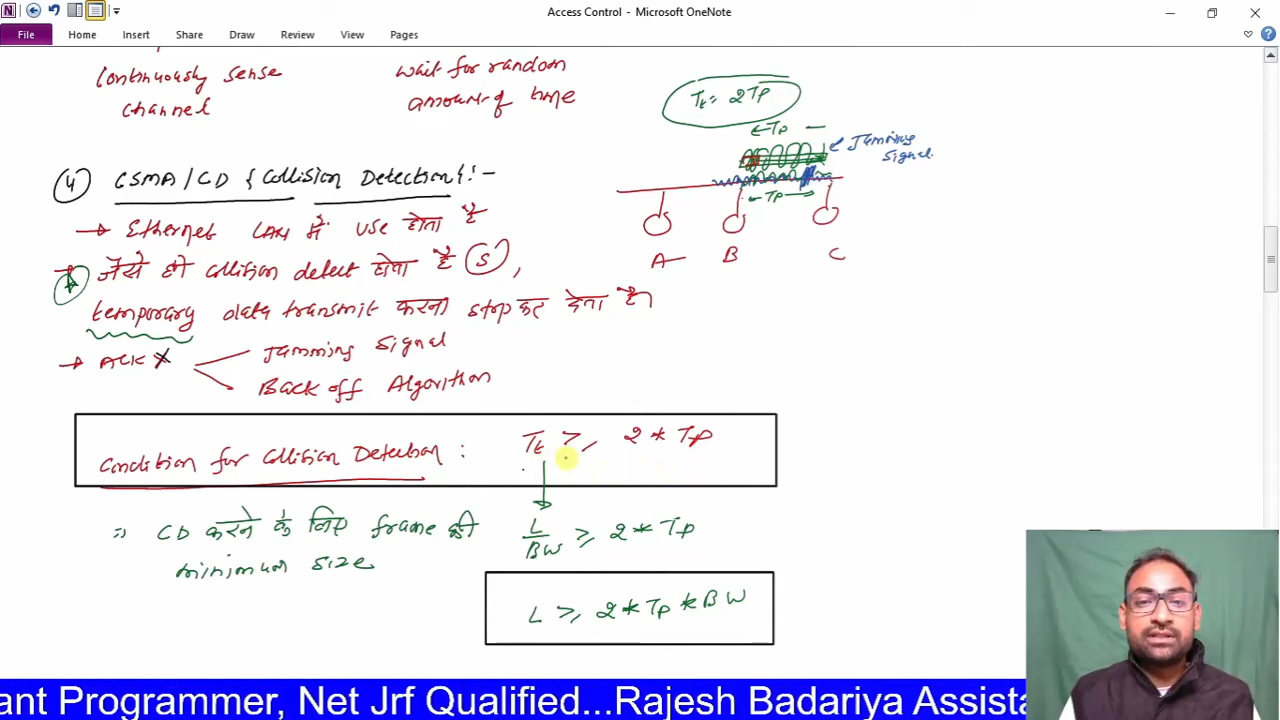 Access Control - Microsoft OneNote
File Home Insert Share Draw Review View Pages
Continuously sense channel
wait for random amount of time
Tt = 2Tp
← Tp –
Jamming signal
← Tp →
A B C
(4) CSMA/CD { Collision Detection } :-
→ Ethernet LAN में use होता है
→ जैसे ही collision detect होता है (S),
temporary data transmit करना stop कर देता है।
→ ACK X
Jamming Signal
Back off Algorithm
Condition for Collision Detection : Tt >, 2 * Tp
⇒ CD करने के लिए frame की minimum size
L/BW >, 2 * Tp
L >, 2 * Tp * BW
ant Programmer, Net Jrf Qualified...Rajesh Badariya Assista